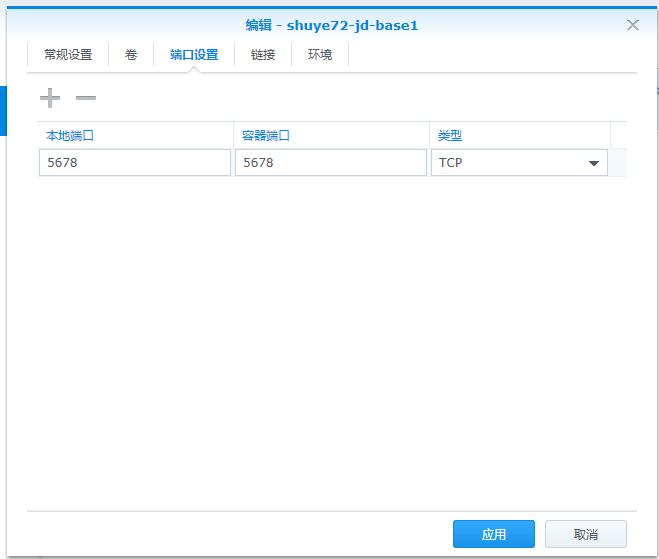 编辑 - shuye72-jd-base1
常规设置 卷 端口设置 链接 环境
本地端口 容器端口 类型
5678 5678 TCP
应用 取消